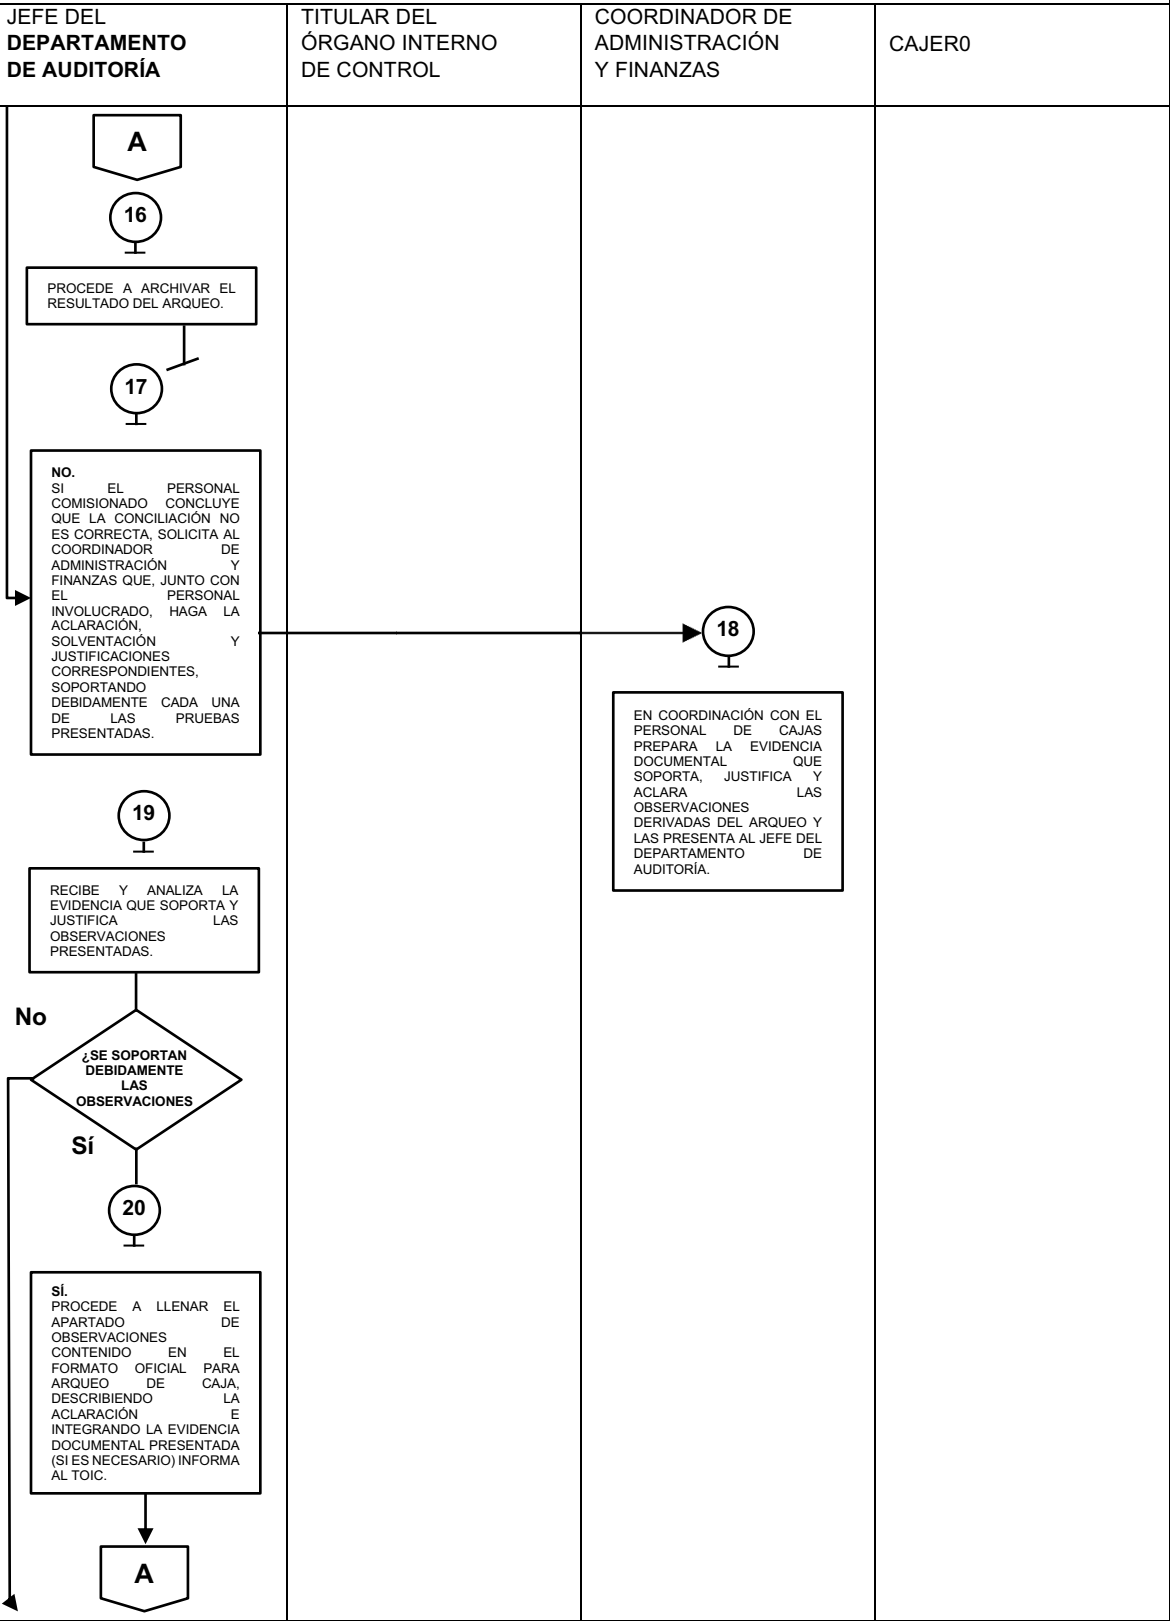 JEFE DEL
DEPARTAMENTO
DE AUDITORÍA
TITULAR DEL
ÓRGANO INTERNO
DE CONTROL
COORDINADOR DE
ADMINISTRACIÓN
Y FINANZAS
CAJER0
A
16
PROCEDE A ARCHIVAR EL
RESULTADO DEL ARQUEO.
17
NO.
SI EL PERSONAL
COMISIONADO CONCLUYE
QUE LA CONCILIACIÓN NO
ES CORRECTA, SOLICITA AL
COORDINADOR DE
ADMINISTRACIÓN Y
FINANZAS QUE, JUNTO CON
EL PERSONAL
INVOLUCRADO, HAGA LA
ACLARACIÓN,
SOLVENTACIÓN Y
JUSTIFICACIONES
CORRESPONDIENTES,
SOPORTANDO
DEBIDAMENTE CADA UNA
DE LAS PRUEBAS
PRESENTADAS.
18
EN COORDINACIÓN CON EL
PERSONAL DE CAJAS
PREPARA LA EVIDENCIA
DOCUMENTAL QUE
SOPORTA, JUSTIFICA Y
ACLARA LAS
OBSERVACIONES
DERIVADAS DEL ARQUEO Y
LAS PRESENTA AL JEFE DEL
DEPARTAMENTO DE
AUDITORÍA.
19
RECIBE Y ANALIZA LA
EVIDENCIA QUE SOPORTA Y
JUSTIFICA LAS
OBSERVACIONES
PRESENTADAS.
No
¿SE SOPORTAN
DEBIDAMENTE
LAS
OBSERVACIONES
Sí
20
SÍ.
PROCEDE A LLENAR EL
APARTADO DE
OBSERVACIONES
CONTENIDO EN EL
FORMATO OFICIAL PARA
ARQUEO DE CAJA,
DESCRIBIENDO LA
ACLARACIÓN E
INTEGRANDO LA EVIDENCIA
DOCUMENTAL PRESENTADA
(SI ES NECESARIO) INFORMA
AL TOIC.
A